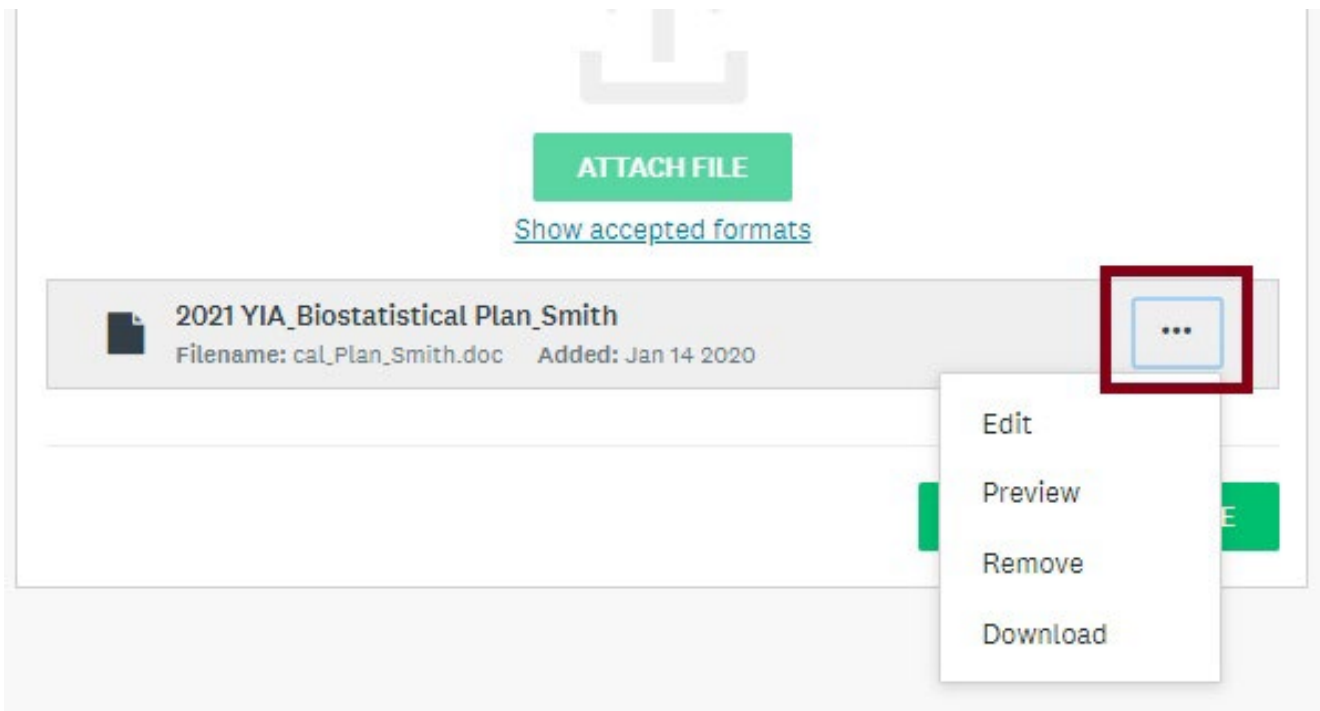 ATTACH FILE
Show accepted formats
2021 YIA_Biostatistical Plan_Smith
Filename: cal_Plan_Smith.doc Added: Jan 14 2020
•••
Edit
Preview
Remove
Download